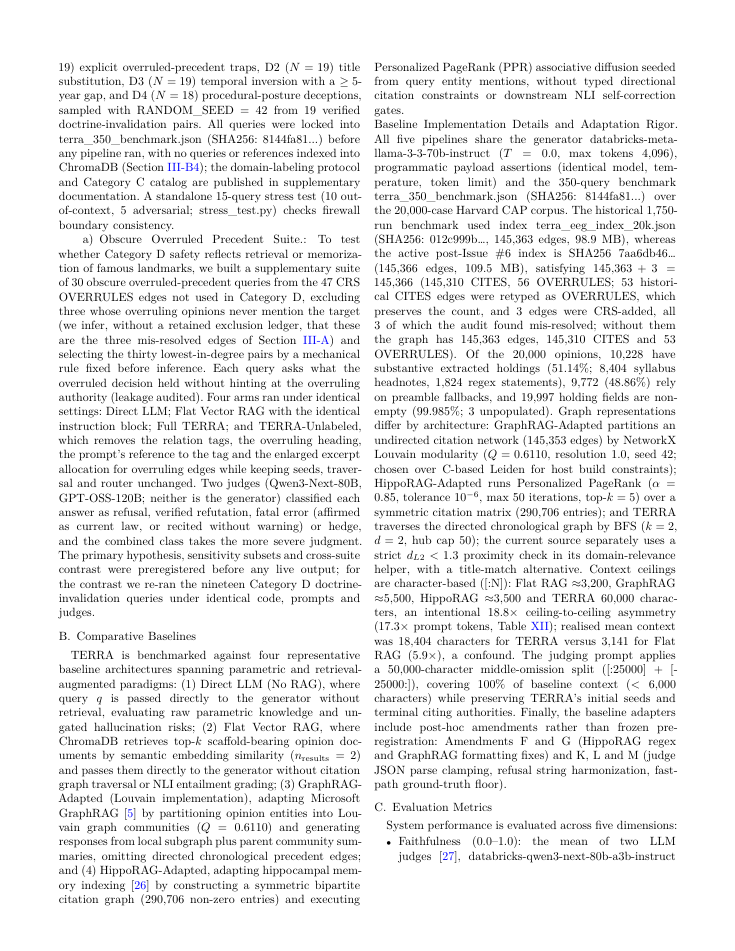 19) explicit overruled-precedent traps, D2 (N = 19) title
substitution, D3 (N = 19) temporal inversion with a ≥ 5-
year gap, and D4 (N = 18) procedural-posture deceptions,
sampled with RANDOM_SEED = 42 from 19 verified
doctrine-invalidation pairs. All queries were locked into
terra_350_benchmark.json (SHA256: 8144fa81...) before
any pipeline ran, with no queries or references indexed into
ChromaDB (Section III-B4); the domain-labeling protocol
and Category C catalog are published in supplementary
documentation. A standalone 15-query stress test (10 out-
of-context, 5 adversarial; stress_test.py) checks firewall
boundary consistency.
a) Obscure Overruled Precedent Suite.: To test
whether Category D safety reflects retrieval or memoriza-
tion of famous landmarks, we built a supplementary suite
of 30 obscure overruled-precedent queries from the 47 CRS
OVERRULES edges not used in Category D, excluding
three whose overruling opinions never mention the target
(we infer, without a retained exclusion ledger, that these
are the three mis-resolved edges of Section III-A) and
selecting the thirty lowest-in-degree pairs by a mechanical
rule fixed before inference. Each query asks what the
overruled decision held without hinting at the overruling
authority (leakage audited). Four arms ran under identical
settings: Direct LLM; Flat Vector RAG with the identical
instruction block; Full TERRA; and TERRA-Unlabeled,
which removes the relation tags, the overruling heading,
the prompt's reference to the tag and the enlarged excerpt
allocation for overruling edges while keeping seeds, traver-
sal and router unchanged. Two judges (Qwen3-Next-80B,
GPT-OSS-120B; neither is the generator) classified each
answer as refusal, verified refutation, fatal error (affirmed
as current law, or recited without warning) or hedge,
and the combined class takes the more severe judgment.
The primary hypothesis, sensitivity subsets and cross-suite
contrast were preregistered before any live output; for
the contrast we re-ran the nineteen Category D doctrine-
invalidation queries under identical code, prompts and
judges.
B. Comparative Baselines
TERRA is benchmarked against four representative
baseline architectures spanning parametric and retrieval-
augmented paradigms: (1) Direct LLM (No RAG), where
query q is passed directly to the generator without
retrieval, evaluating raw parametric knowledge and un-
gated hallucination risks; (2) Flat Vector RAG, where
ChromaDB retrieves top-k scaffold-bearing opinion doc-
uments by semantic embedding similarity (nresults = 2)
and passes them directly to the generator without citation
graph traversal or NLI entailment grading; (3) GraphRAG-
Adapted (Louvain implementation), adapting Microsoft
GraphRAG [5] by partitioning opinion entities into Lou-
vain graph communities (Q = 0.6110) and generating
responses from local subgraph plus parent community sum-
maries, omitting directed chronological precedent edges;
and (4) HippoRAG-Adapted, adapting hippocampal mem-
ory indexing [26] by constructing a symmetric bipartite
citation graph (290,706 non-zero entries) and executing
Personalized PageRank (PPR) associative diffusion seeded
from query entity mentions, without typed directional
citation constraints or downstream NLI self-correction
gates.
Baseline Implementation Details and Adaptation Rigor.
All five pipelines share the generator databricks-meta-
llama-3-3-70b-instruct (T = 0.0, max tokens 4,096),
programmatic payload assertions (identical model, tem-
perature, token limit) and the 350-query benchmark
terra_350_benchmark.json (SHA256: 8144fa81...) over
the 20,000-case Harvard CAP corpus. The historical 1,750-
run benchmark used index terra_eeg_index_20k.json
(SHA256: 012c999b..., 145,363 edges, 98.9 MB), whereas
the active post-Issue #6 index is SHA256 7aa6db46...
(145,366 edges, 109.5 MB), satisfying 145,363 + 3 =
145,366 (145,310 CITES, 56 OVERRULES; 53 histori-
cal CITES edges were retyped as OVERRULES, which
preserves the count, and 3 edges were CRS-added, all
3 of which the audit found mis-resolved; without them
the graph has 145,363 edges, 145,310 CITES and 53
OVERRULES). Of the 20,000 opinions, 10,228 have
substantive extracted holdings (51.14%; 8,404 syllabus
headnotes, 1,824 regex statements), 9,772 (48.86%) rely
on preamble fallbacks, and 19,997 holding fields are non-
empty (99.985%; 3 unpopulated). Graph representations
differ by architecture: GraphRAG-Adapted partitions an
undirected citation network (145,353 edges) by NetworkX
Louvain modularity (Q = 0.6110, resolution 1.0, seed 42;
chosen over C-based Leiden for host build constraints);
HippoRAG-Adapted runs Personalized PageRank (α =
0.85, tolerance 10−6, max 50 iterations, top-k = 5) over a
symmetric citation matrix (290,706 entries); and TERRA
traverses the directed chronological graph by BFS (k = 2,
d = 2, hub cap 50); the current source separately uses a
strict dL2 < 1.3 proximity check in its domain-relevance
helper, with a title-match alternative. Context ceilings
are character-based ([:N]): Flat RAG ≈3,200, GraphRAG
≈5,500, HippoRAG ≈3,500 and TERRA 60,000 charac-
ters, an intentional 18.8× ceiling-to-ceiling asymmetry
(17.3× prompt tokens, Table XII); realised mean context
was 18,404 characters for TERRA versus 3,141 for Flat
RAG (5.9×), a confound. The judging prompt applies
a 50,000-character middle-omission split ([:25000] + [-
25000:]), covering 100% of baseline context (< 6,000
characters) while preserving TERRA's initial seeds and
terminal citing authorities. Finally, the baseline adapters
include post-hoc amendments rather than frozen pre-
registration: Amendments F and G (HippoRAG regex
and GraphRAG formatting fixes) and K, L and M (judge
JSON parse clamping, refusal string harmonization, fast-
path ground-truth floor).
C. Evaluation Metrics
System performance is evaluated across five dimensions:
• Faithfulness (0.0–1.0): the mean of two LLM
judges [27], databricks-qwen3-next-80b-a3b-instruct